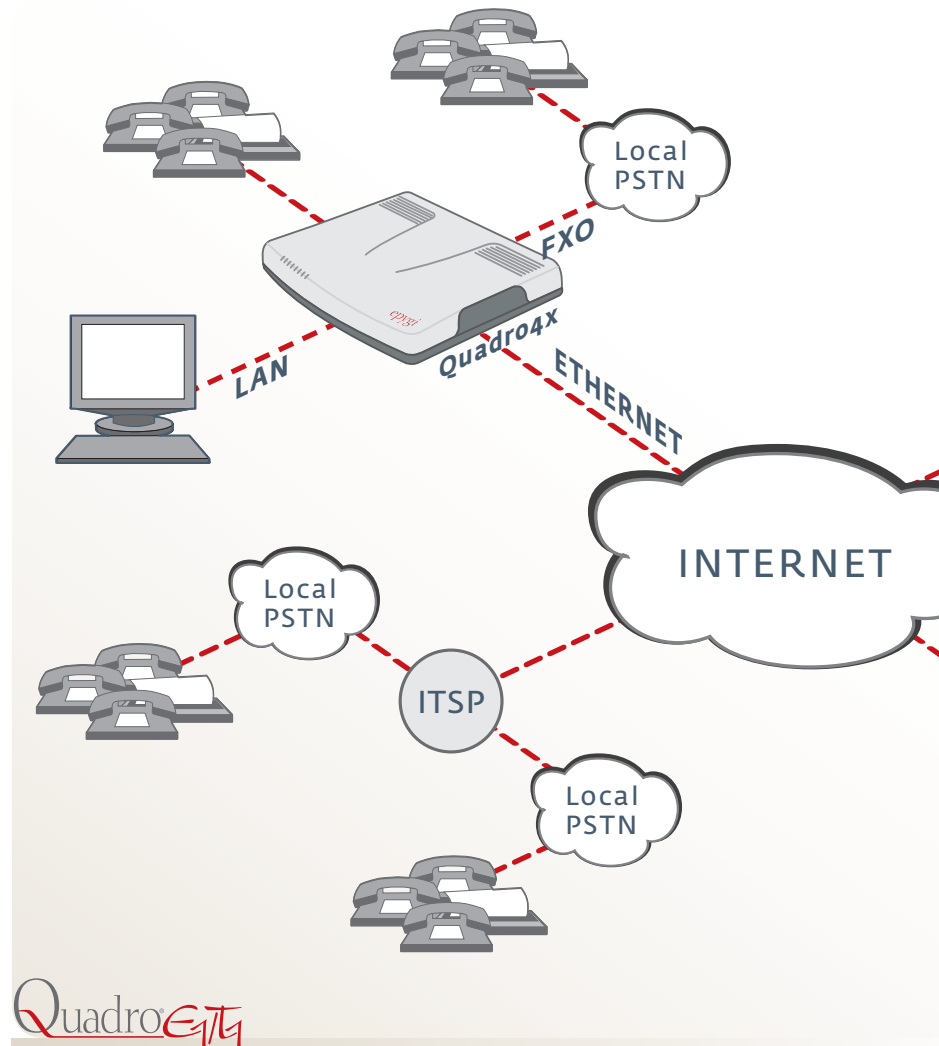 Local
PSTN
FXO
epygi
Quadro4x
LAN
ETHERNET
INTERNET
Local
PSTN
ITSP
Local
PSTN
Quadro®